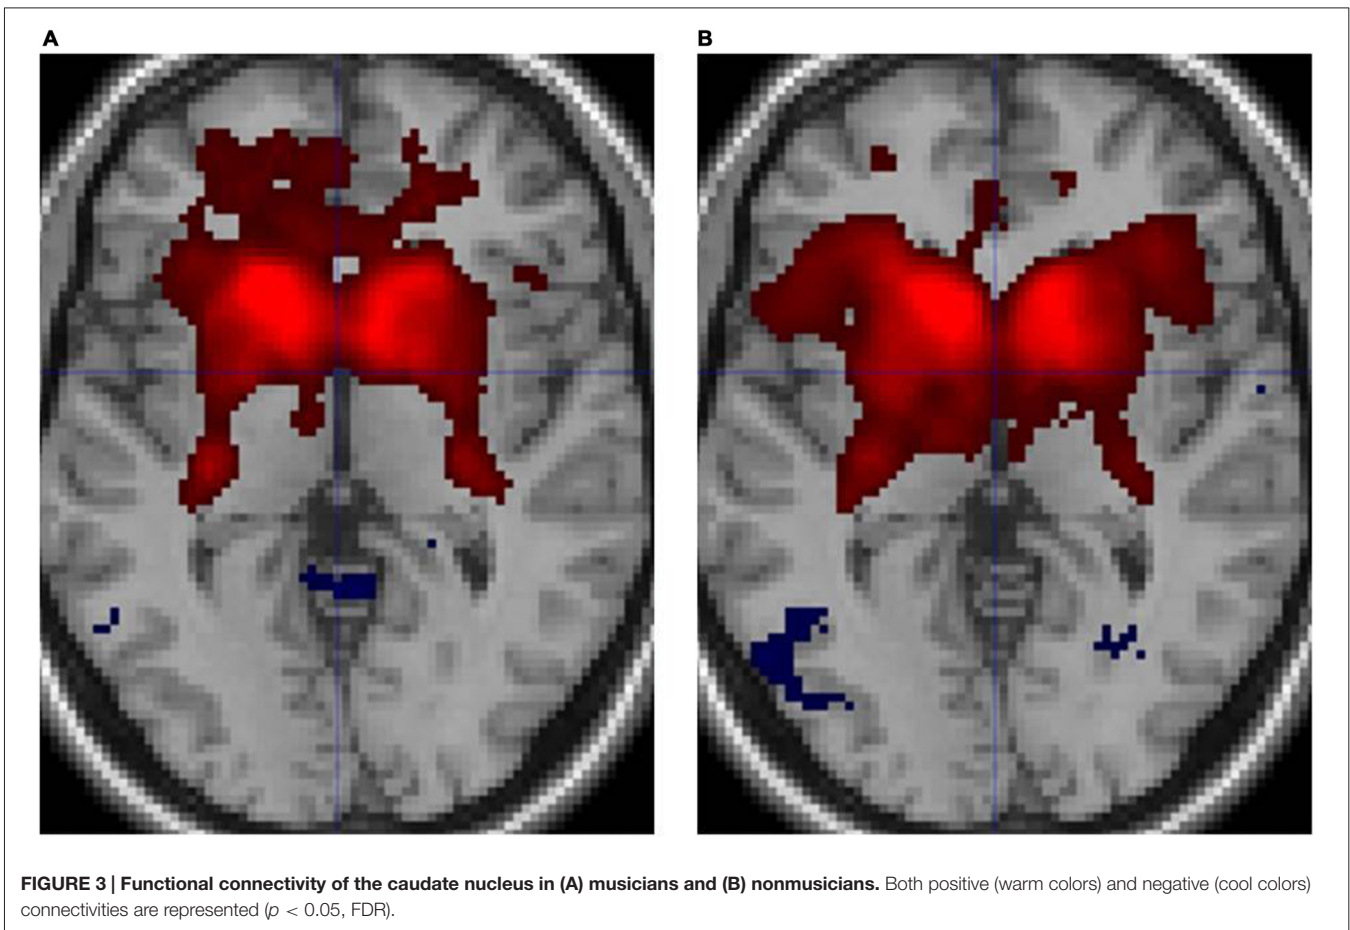 A
B
FIGURE 3 | Functional connectivity of the caudate nucleus in (A) musicians and (B) nonmusicians. Both positive (warm colors) and negative (cool colors)
connectivities are represented (p < 0.05, FDR).